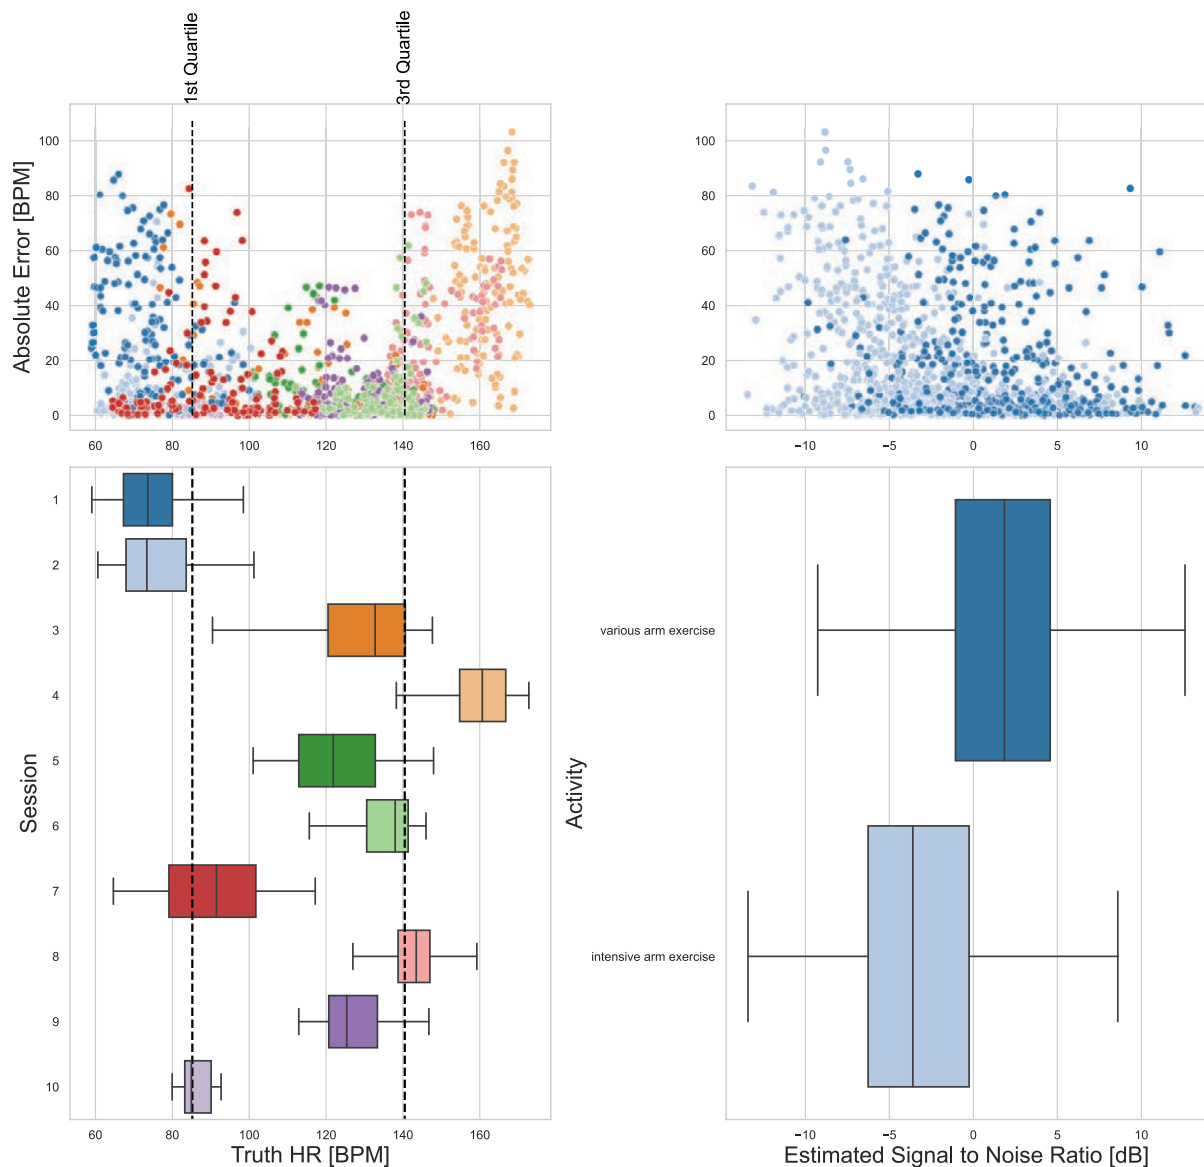 1st Quartile
3rd Quartile
Absolute Error [BPM]
100
80
60
40
20
0
60 80 100 120 140 160
100
80
60
40
20
0
−10 −5 0 5 10
Session
1
2
3
4
5
6
7
8
9
10
60 80 100 120 140 160
Truth HR [BPM]
Activity
various arm exercise
intensive arm exercise
−10 −5 0 5 10
Estimated Signal to Noise Ratio [dB]